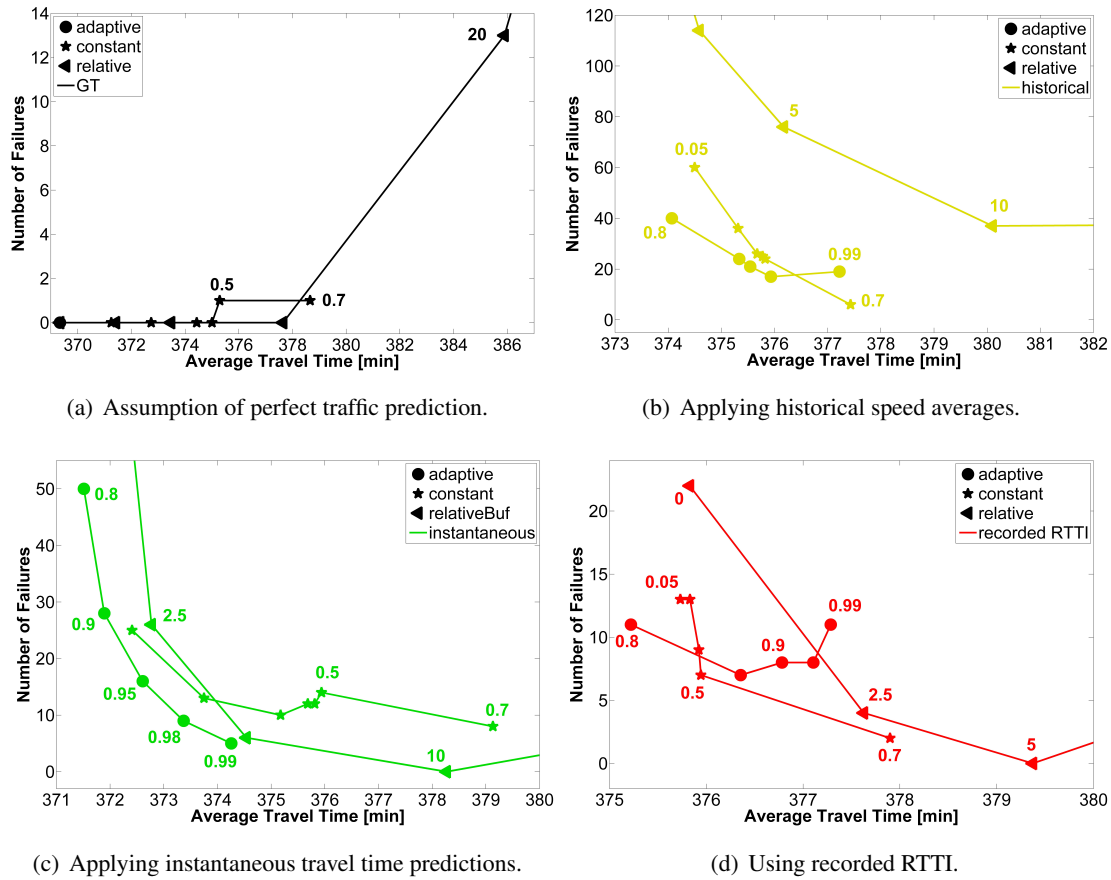 14
12
10
8
6
4
2
0
Number of Failures
adaptive
constant
relative
GT
20
0.5
0.7
370 372 374 376 378 380 382 384 386
Average Travel Time [min]
(a) Assumption of perfect traffic prediction.
120
100
80
60
40
20
0
Number of Failures
adaptive
constant
relative
historical
5
0.05
10
0.8
0.99
0.7
373 374 375 376 377 378 379 380 381 382
Average Travel Time [min]
(b) Applying historical speed averages.
50
40
30
20
10
0
Number of Failures
adaptive
constant
relativeBuf
instantaneous
0.8
2.5
0.9
0.95
0.5
0.98
0.7
0.99
10
371 372 373 374 375 376 377 378 379 380
Average Travel Time [min]
(c) Applying instantaneous travel time predictions.
20
15
10
5
0
Number of Failures
adaptive
constant
relative
recorded RTTI
0
0.05
0.99
0.8
0.9
0.5
2.5
0.7
5
375 376 377 378 379 380
Average Travel Time [min]
(d) Using recorded RTTI.